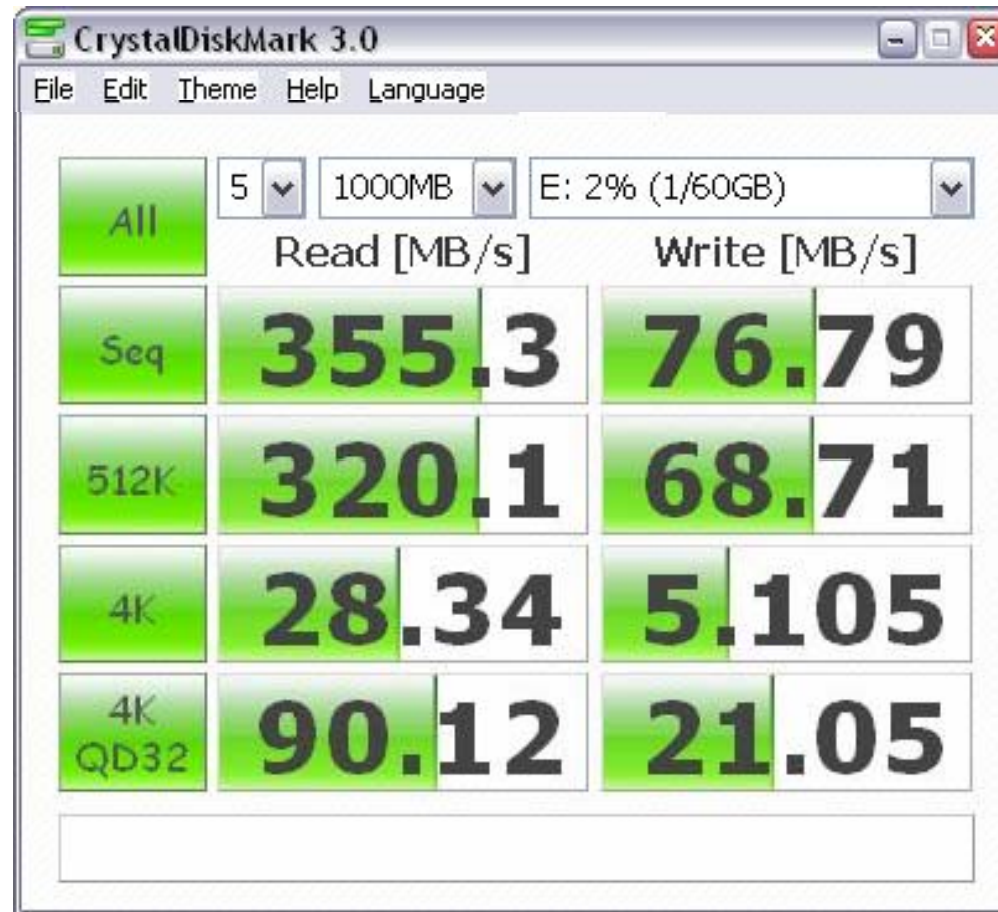 CrystalDiskMark 3.0
File Edit Theme Help Language
All 5 1000MB E: 2% (1/60GB)
Read [MB/s] Write [MB/s]
Seq 355.3 76.79
512K 320.1 68.71
4K 28.34 5.105
4K
QD32 90.12 21.05